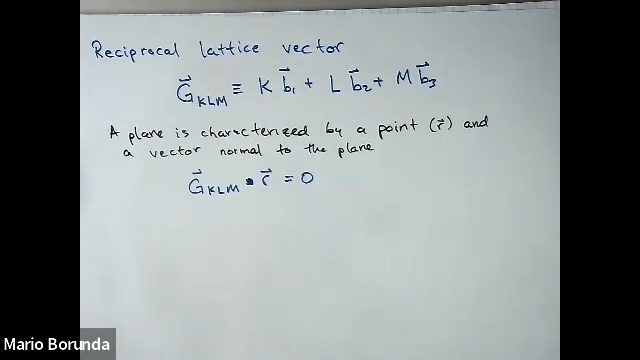 Reciprocal lattice vector
G⃗KLM ≡ K b⃗1 + L b⃗2 + M b⃗3
A plane is characterized by a point (r⃗) and
a vector normal to the plane
G⃗KLM • r⃗ = 0
Mario Borunda